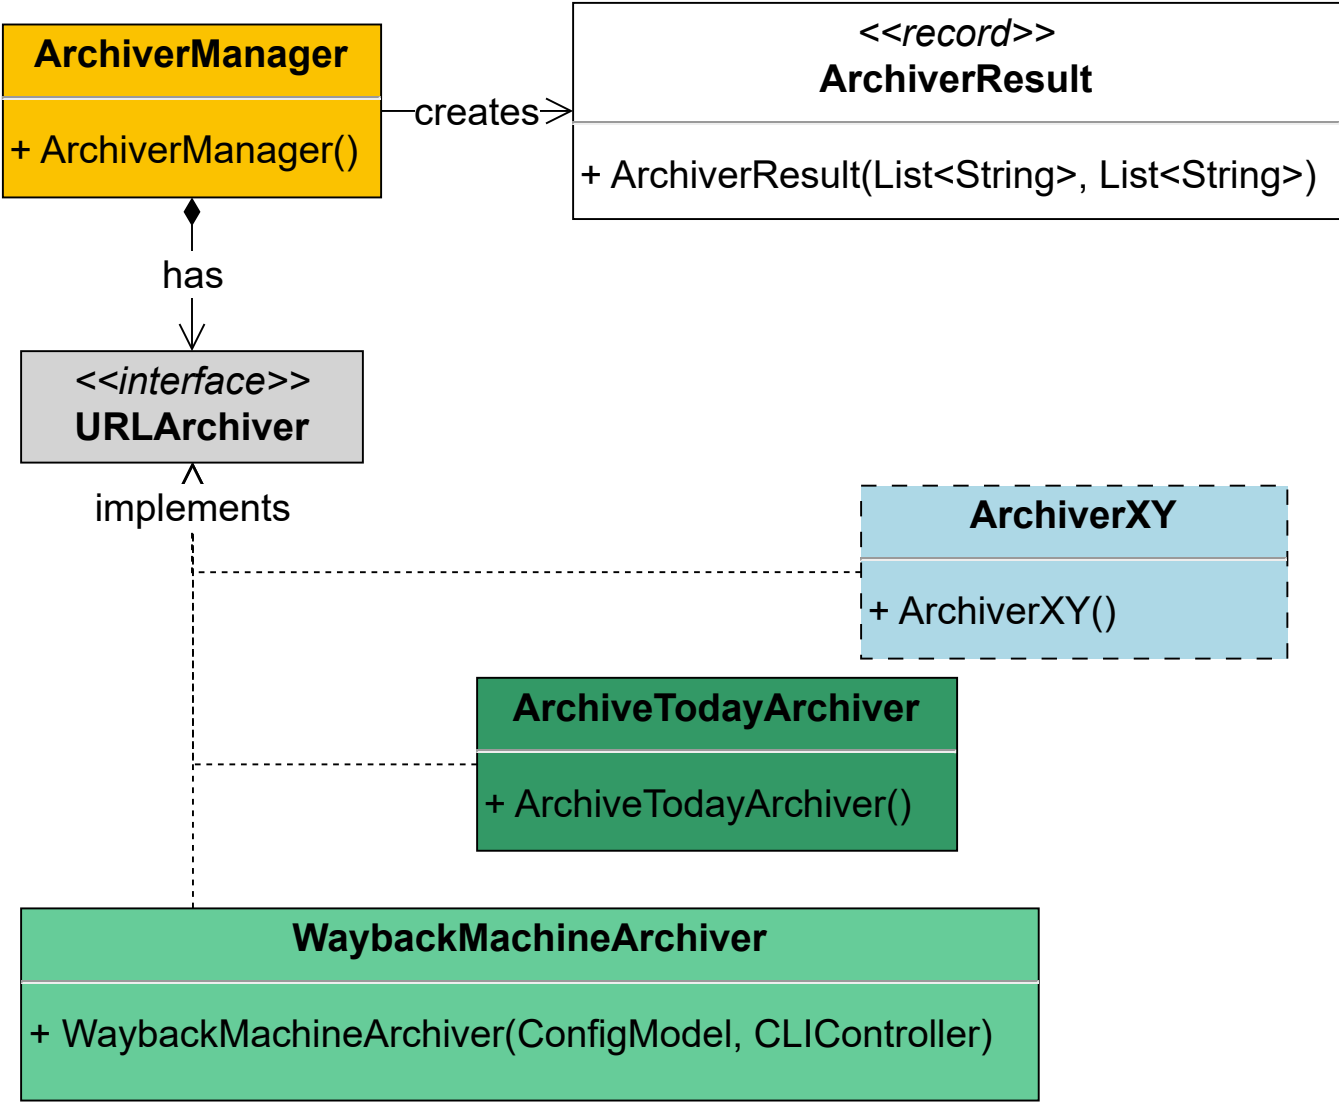 ArchiverManager
+ ArchiverManager()
creates
<<record>>
ArchiverResult
+ ArchiverResult(List<String>, List<String>)
has
<<interface>>
URLArchiver
implements
ArchiverXY
+ ArchiverXY()
ArchiveTodayArchiver
+ ArchiveTodayArchiver()
WaybackMachineArchiver
+ WaybackMachineArchiver(ConfigModel, CLIController)